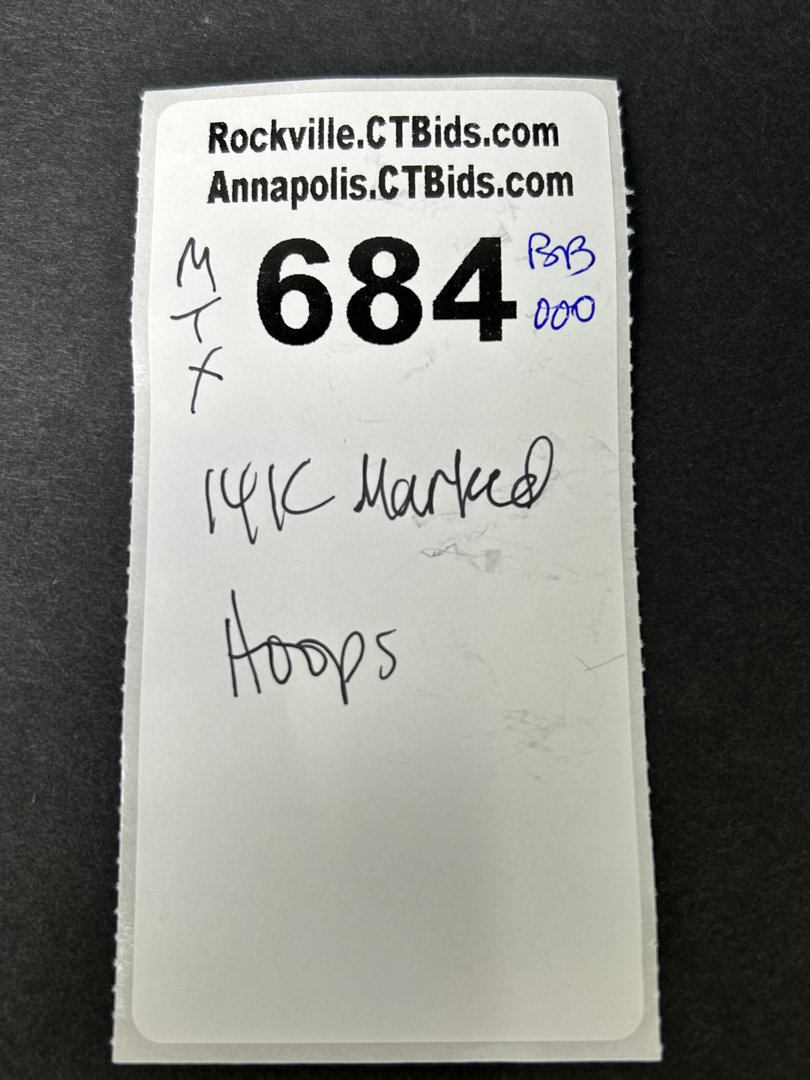 Rockville.CTBids.com
Annapolis.CTBids.com
684
M
T
X
BB
000
14K Marked
Hoops